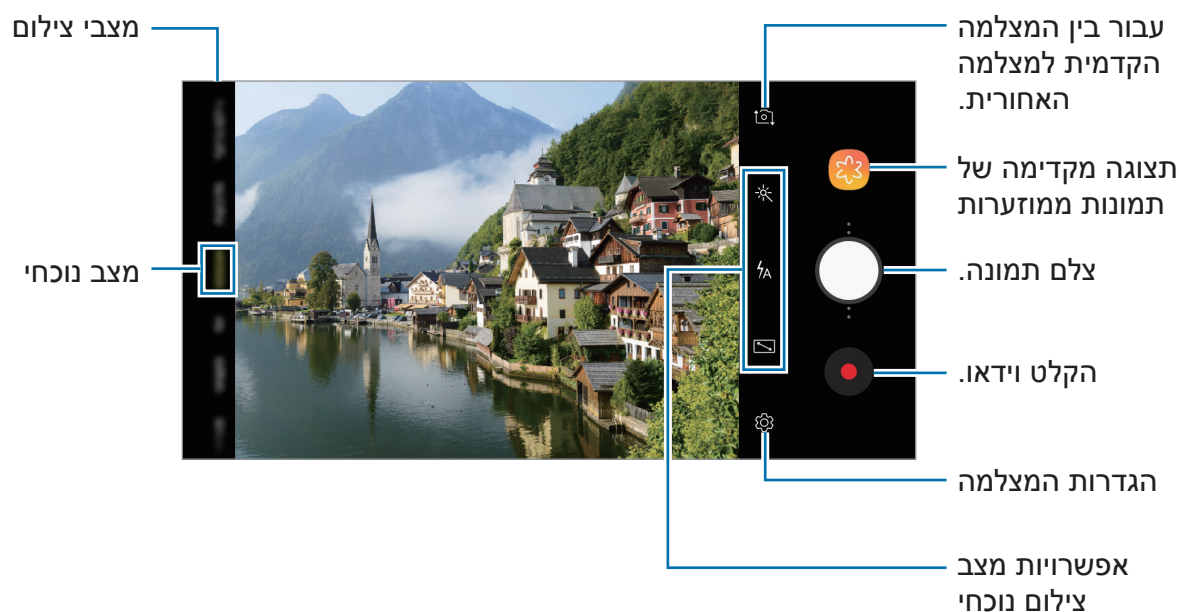 עבור בין המצלמה
הקדמית למצלמה
האחורית.
תצוגה מקדימה של
תמונות ממוזערות
צלם תמונה.
הקלט וידאו.
הגדרות המצלמה
אפשרויות מצב
צילום נוכחי
מצבי צילום
מצב נוכחי